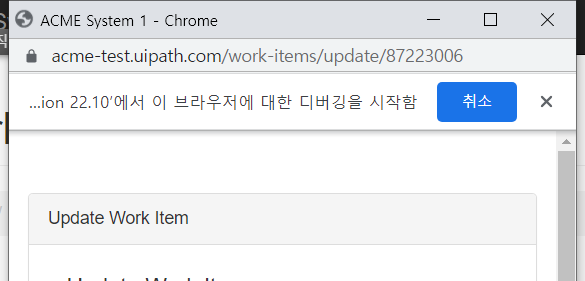 ACME System 1 - Chrome
acme-test.uipath.com/work-items/update/87223006
...ion 22.10'에서 이 브라우저에 대한 디버깅을 시작함
취소
Update Work Item